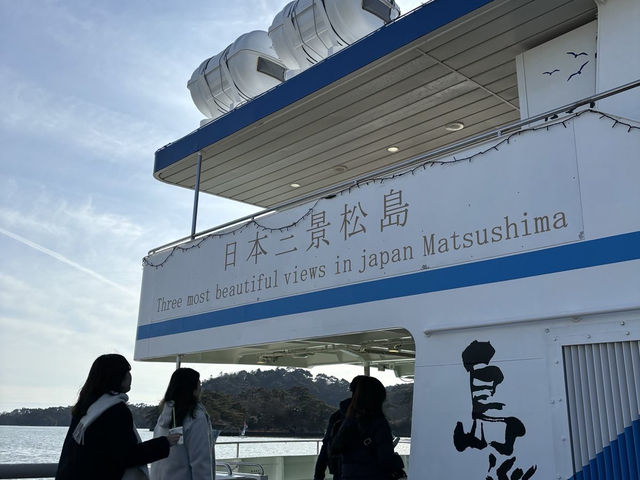 日本三景松島
Three most beautiful views in japan Matsushima
島